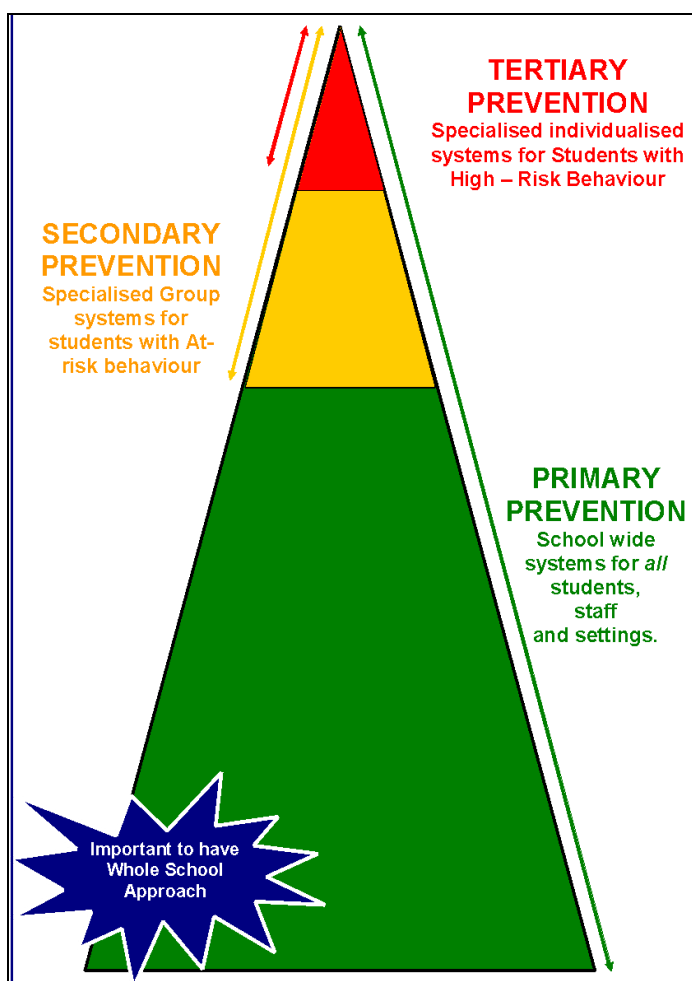 TERTIARY
PREVENTION
Specialised individualised
systems for Students with
High – Risk Behaviour
SECONDARY
PREVENTION
Specialised Group
systems for
students with At-
risk behaviour
PRIMARY
PREVENTION
School wide
systems for all
students,
staff
and settings.
Important to have
Whole School
Approach